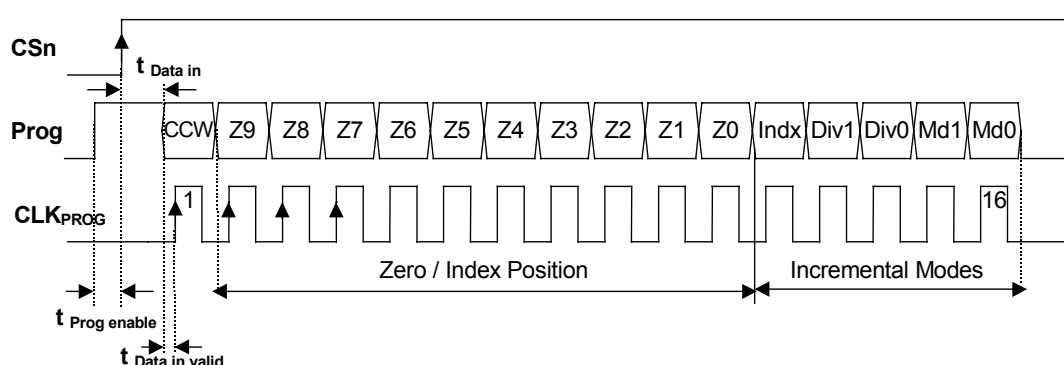 CSn
t Data in
Prog CCW Z9 Z8 Z7 Z6 Z5 Z4 Z3 Z2 Z1 Z0 Indx Div1 Div0 Md1 Md0
CLKPROG 1 16
Zero / Index Position Incremental Modes
t Prog enable
t Data in valid